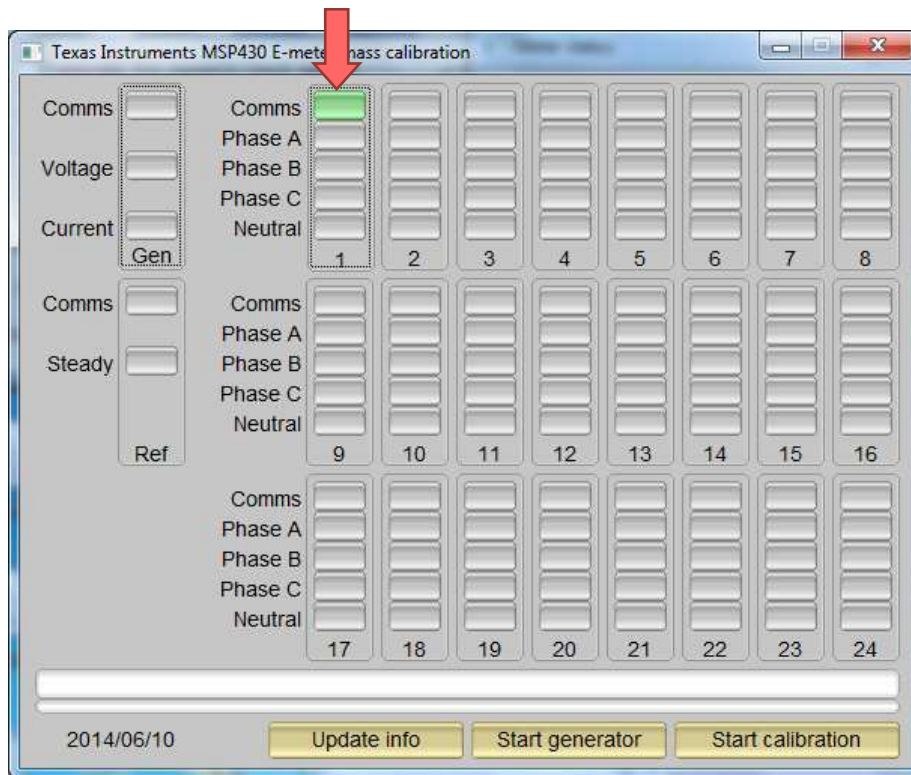 Texas Instruments MSP430 E-mete mass calibration
Comms
Voltage
Current
Gen
Comms
Phase A
Phase B
Phase C
Neutral
1 2 3 4 5 6 7 8
Comms
Steady
Ref
Comms
Phase A
Phase B
Phase C
Neutral
9 10 11 12 13 14 15 16
Comms
Phase A
Phase B
Phase C
Neutral
17 18 19 20 21 22 23 24
2014/06/10 Update info Start generator Start calibration